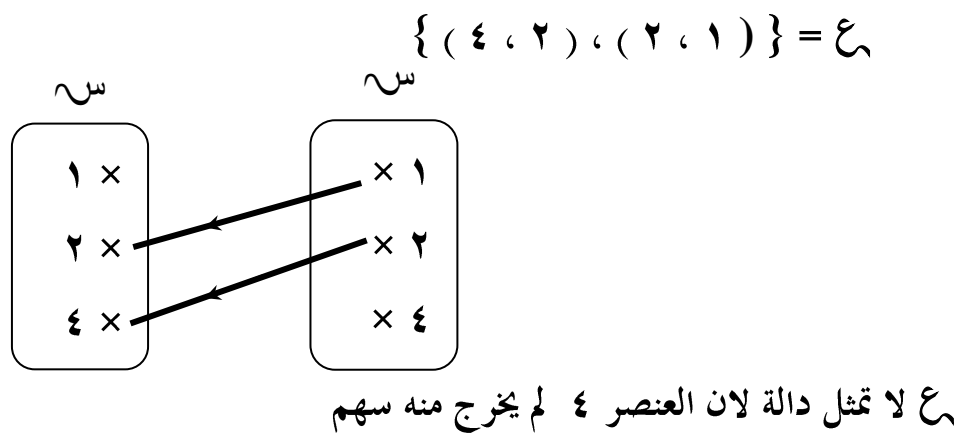 ع = { ( ١ ، ٢ ) ، ( ٢ ، ٤ ) }
س س
١ × × ١
٢ × × ٢
٤ × × ٤
ع لا تمثل دالة لان العنصر ٤ لم يخرج منه سهم